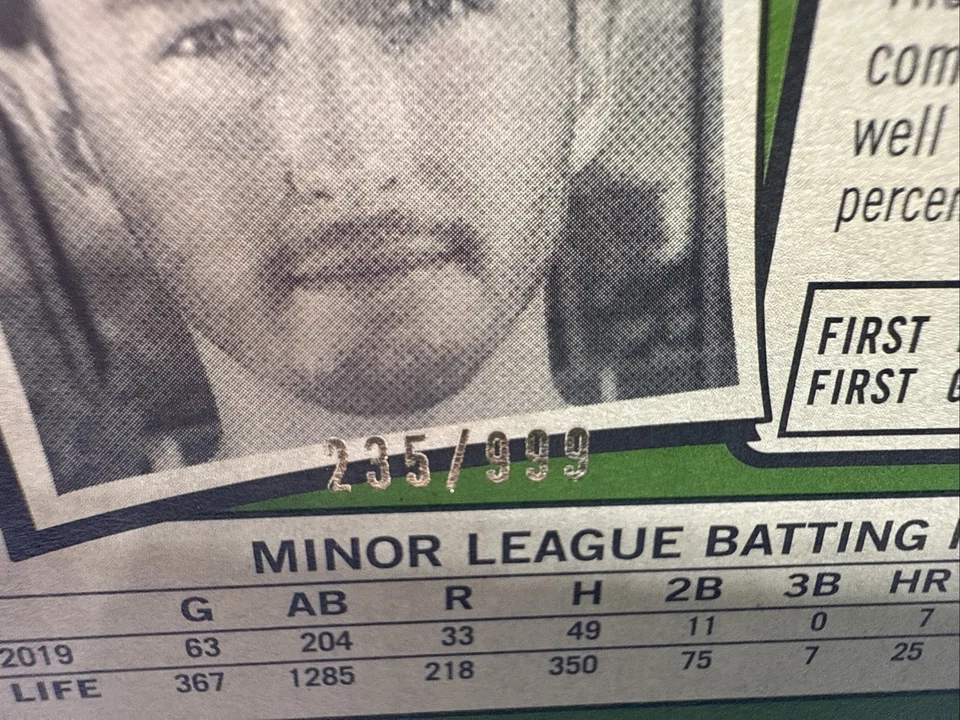 com
well
percen
FIRST
FIRST G
235/999
MINOR LEAGUE BATTING
G AB R H 2B 3B HR
2019 63 204 33 49 11 0 7
LIFE 367 1285 218 350 75 7 25